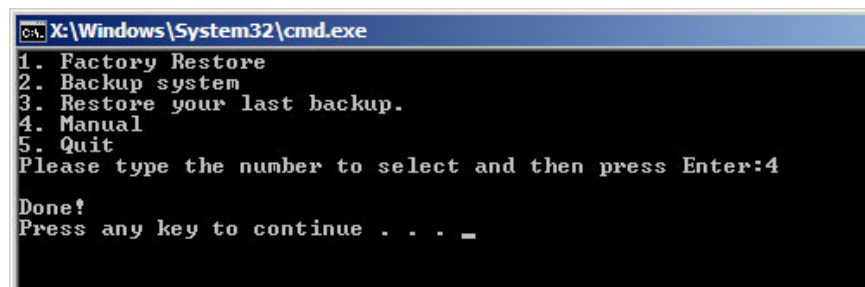 X:\Windows\System32\cmd.exe
1. Factory Restore
2. Backup system
3. Restore your last backup.
4. Manual
5. Quit
Please type the number to select and then press Enter:4
Done!
Press any key to continue . . . _